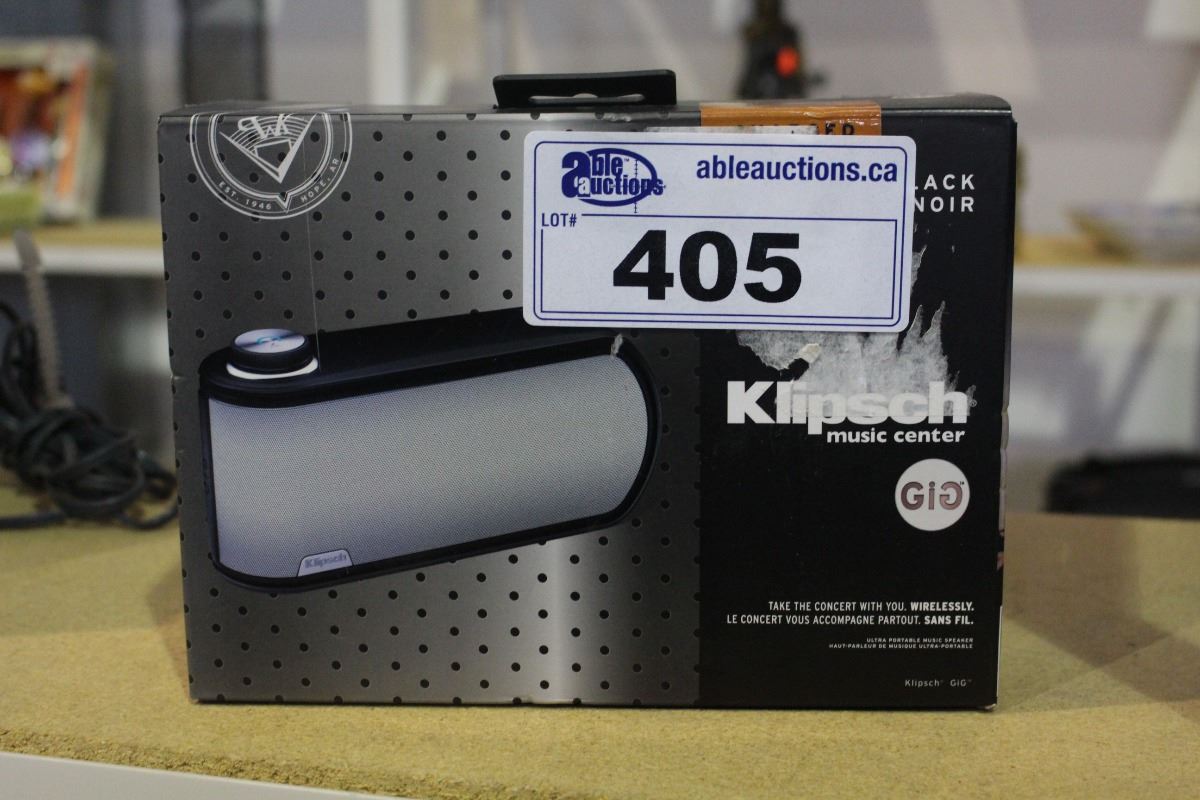 PWK
EST. 1946
HOPE, AR
able
auctions
ableauctions.ca
LOT#
405
LACK
NOIR
Klipsch
music center
GiG
Klipsch
TAKE THE CONCERT WITH YOU. WIRELESSLY.
LE CONCERT VOUS ACCOMPAGNE PARTOUT. SANS FIL.
ULTRA PORTABLE MUSIC SPEAKER
HAUT-PARLEUR DE MUSIQUE ULTRA-PORTABLE
Klipsch® GiG™